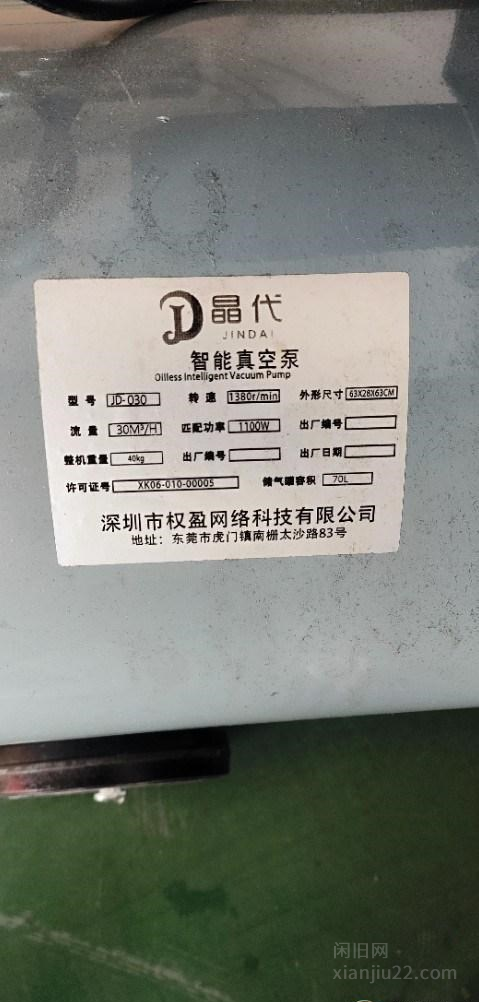 JD 晶代
JINDAI
智能真空泵
Oilless Intelligent Vacuum Pump
型号 JD-030 转速 1380r/min 外形尺寸 63X28X63CM
流量 30M³/H 匹配功率 1100W 出厂编号
整机重量 40kg 出厂编号 出厂日期
许可证号 XK06-010-00005 储气罐容积 70L
深圳市权盈网络科技有限公司
地址：东莞市虎门镇南栅太沙路83号
闲旧网
xianjiu22.com